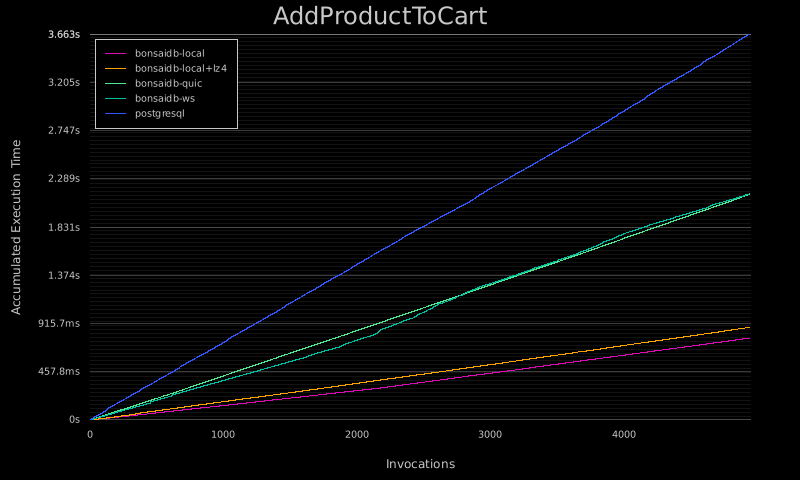 AddProductToCart
3.663s
3.205s
2.747s
2.289s
1.831s
1.374s
915.7ms
457.8ms
0s
bonsaidb-local
bonsaidb-local+lz4
bonsaidb-quic
bonsaidb-ws
postgresql
Accumulated Execution Time
0 1000 2000 3000 4000
Invocations